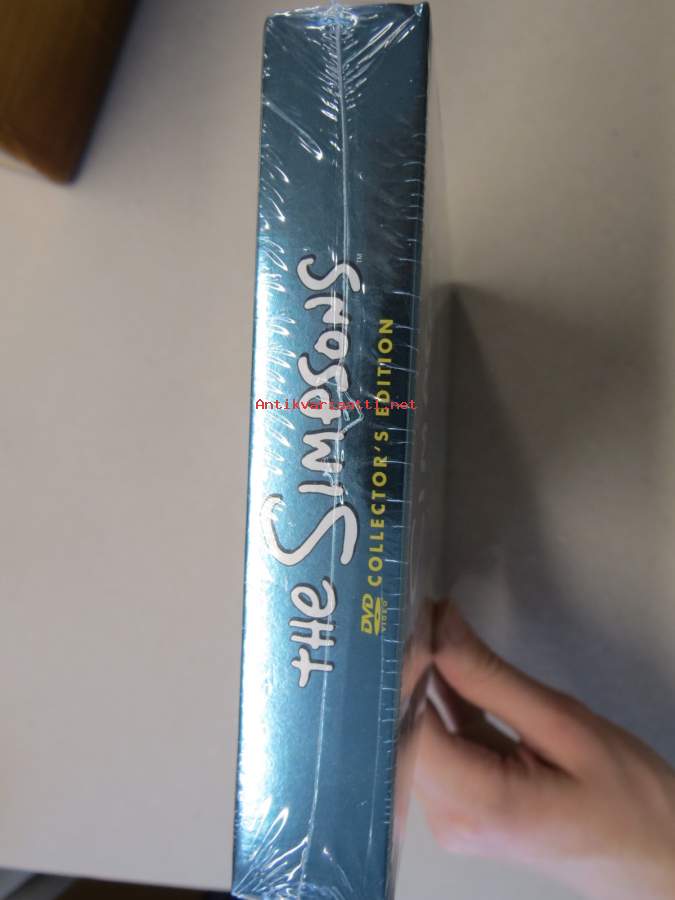 THE SIMPSONS™
DVD VIDEO COLLECTOR'S EDITION
Antikvariaatti.net